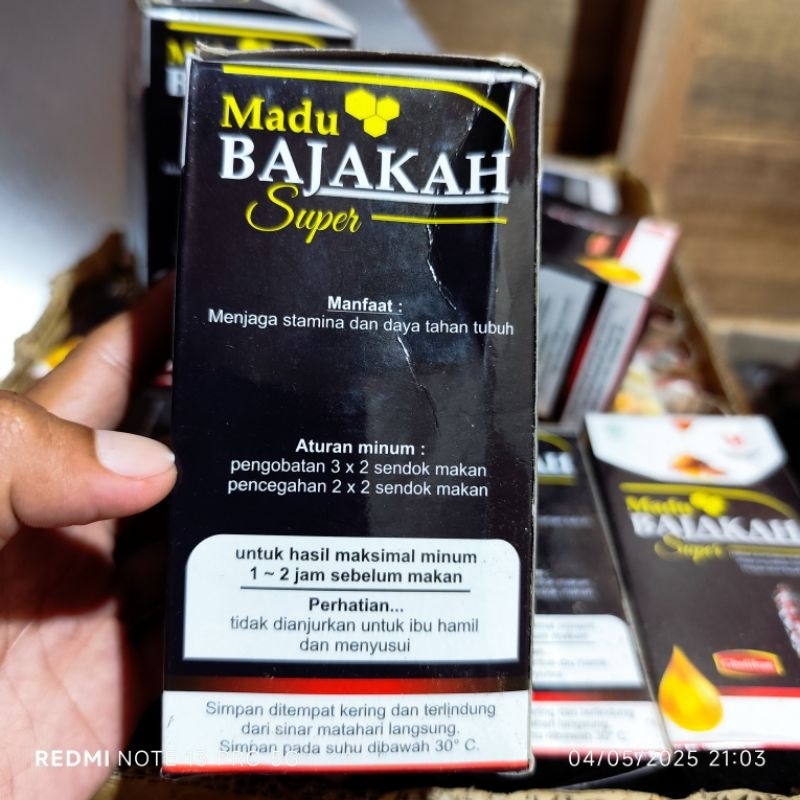 Madu
BAJAKAH
Super
Manfaat :
Menjaga stamina dan daya tahan tubuh
Aturan minum :
pengobatan 3 x 2 sendok makan
pencegahan 2 x 2 sendok makan
untuk hasil maksimal minum
1 ~ 2 jam sebelum makan
Perhatian...
tidak dianjurkan untuk ibu hamil
dan menyusui
Simpan ditempat kering dan terlindung
dari sinar matahari langsung.
Simpan pada suhu dibawah 30° C.
Madu
BAJAKAH
Super
REDMI NOTE 13 PRO 5G
04/05/2025 21:03